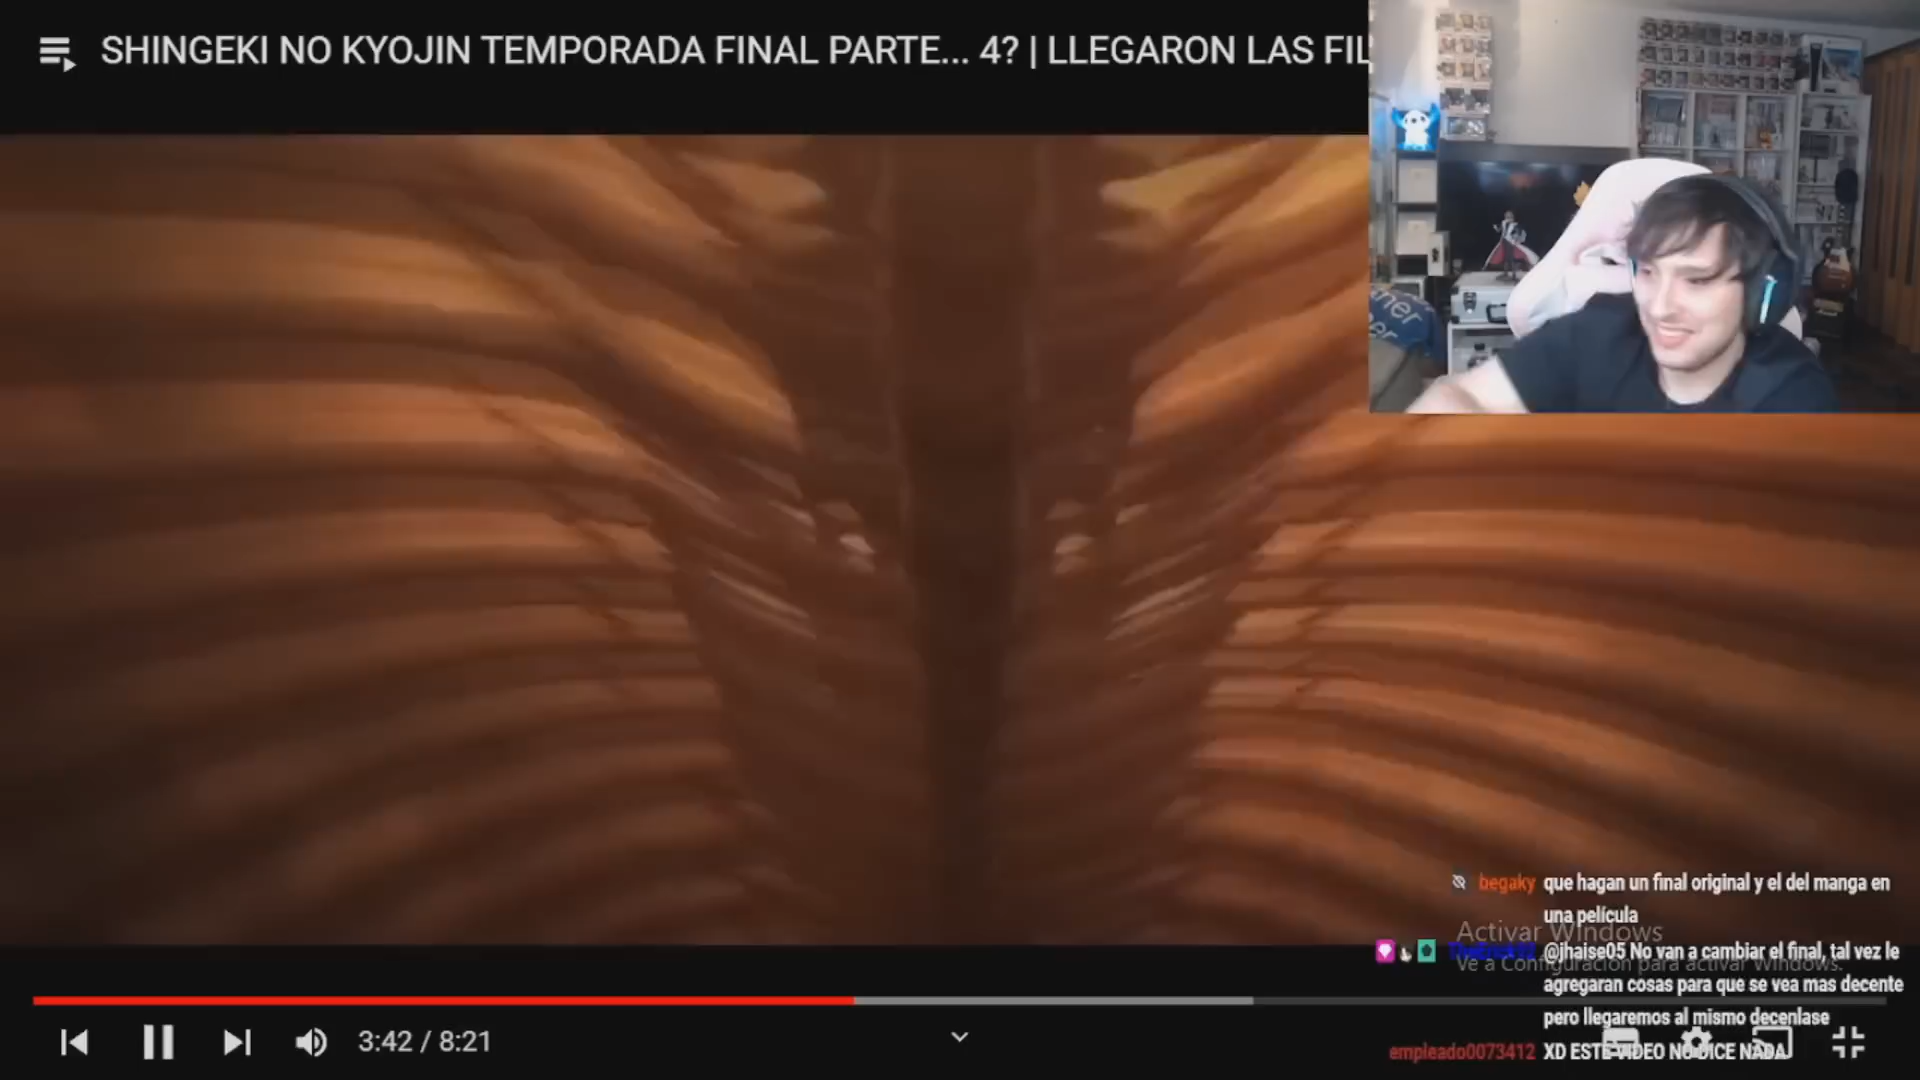 SHINGEKI NO KYOJIN TEMPORADA FINAL PARTE... 4? | LLEGARON LAS FIL
begaky que hagan un final original y el del manga en
una película
Activar Windows
@jhaise05 No van a cambiar el final, tal vez le
Ve a Configuración para activar Windows.
agregaran cosas para que se vea mas decente
pero llegaremos al mismo decenlase
3:42 / 8:21
empleado0073412 XD ESTE VIDEO NO DICE NADA